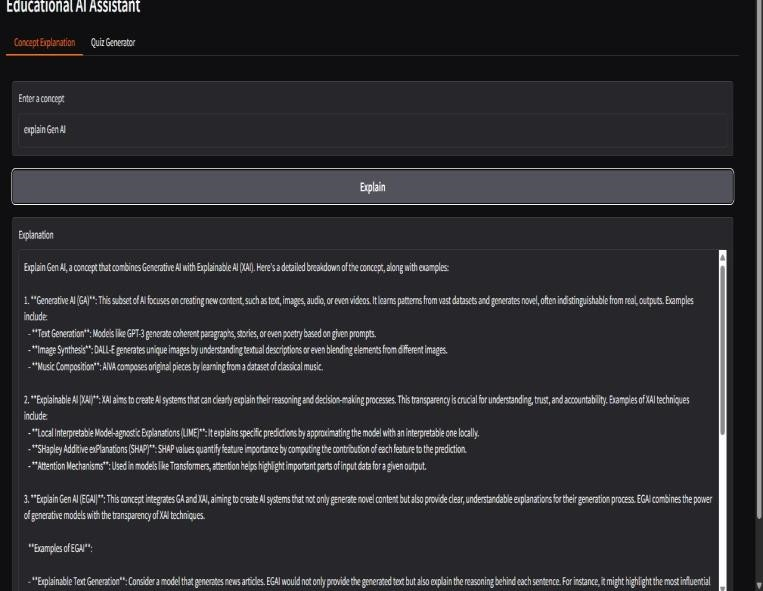 Educational AI Assistant
Concept Explanation Quiz Generator
Enter a concept
explain Gen AI
Explain
Explanation
Explain Gen AI, a concept that combines Generative AI with Explainable AI (XAI). Here's a detailed breakdown of the concept, along with examples:
1. **Generative AI (GA)**: This subset of AI focuses on creating new content, such as text, images, audio, or even videos. It learns patterns from vast datasets and generates novel, often indistinguishable from real, outputs. Examples
include:
- **Text Generation**: Models like GPT-3 generate coherent paragraphs, stories, or even poetry based on given prompts.
- **Image Synthesis**: DALL-E generates unique images by understanding textual descriptions or even blending elements from different images.
- **Music Composition**: AIVA composes original pieces by learning from a dataset of classical music.
2. **Explainable AI (XAI)**: XAI aims to create AI systems that can clearly explain their reasoning and decision-making processes. This transparency is crucial for understanding, trust, and accountability. Examples of XAI techniques
include:
- **Local Interpretable Model-agnostic Explanations (LIME)**: It explains specific predictions by approximating the model with an interpretable one locally.
- **SHapley Additive exPlanations (SHAP)**: SHAP values quantify feature importance by computing the contribution of each feature to the prediction.
- **Attention Mechanisms**: Used in models like Transformers, attention helps highlight important parts of input data for a given output.
3. **Explain Gen AI (EGAI)**: This concept integrates GA and XAI, aiming to create AI systems that not only generate novel content but also provide clear, understandable explanations for their generation process. EGAI combines the power
of generative models with the transparency of XAI techniques.
**Examples of EGAI**:
- **Explainable Text Generation**: Consider a model that generates news articles. EGAI would not only provide the generated text but also explain the reasoning behind each sentence. For instance, it might highlight the most influential